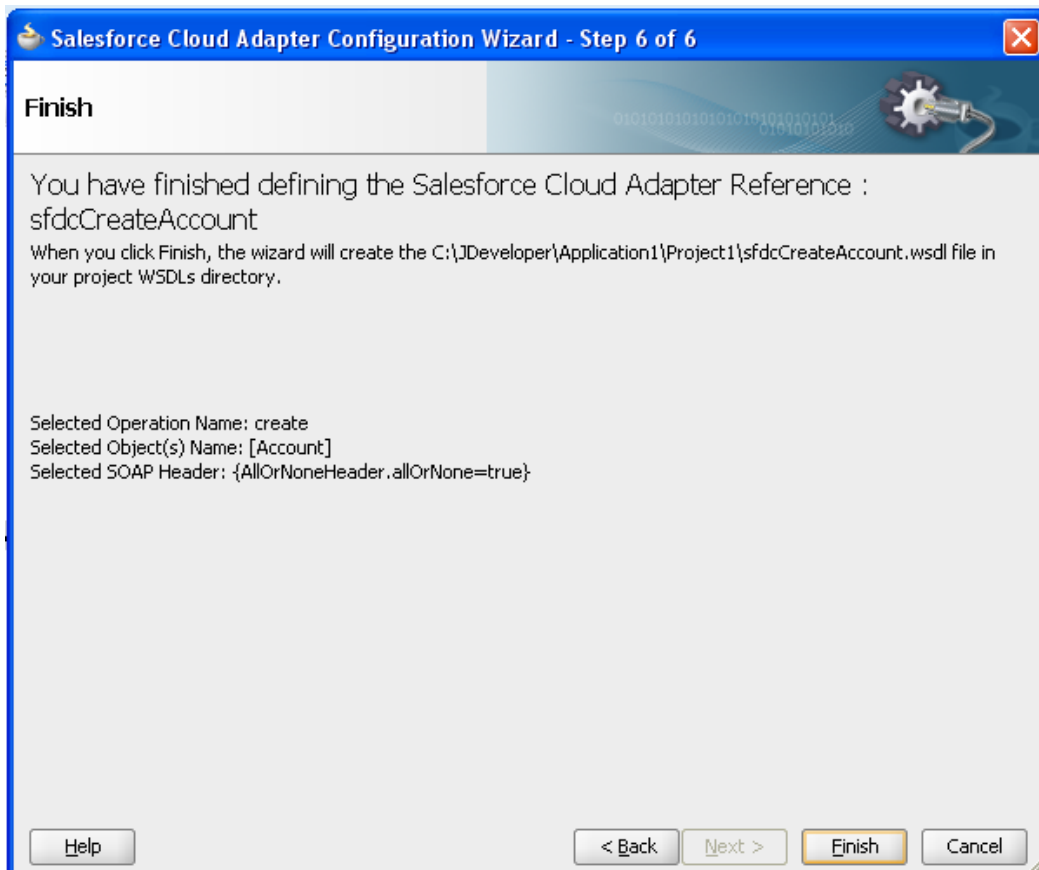 Salesforce Cloud Adapter Configuration Wizard - Step 6 of 6
Finish
You have finished defining the Salesforce Cloud Adapter Reference :
sfdcCreateAccount
When you click Finish, the wizard will create the C:\JDeveloper\Application1\Project1\sfdcCreateAccount.wsdl file in
your project WSDLs directory.
Selected Operation Name: create
Selected Object(s) Name: [Account]
Selected SOAP Header: {AllOrNoneHeader.allOrNone=true}
Help
< Back
Next >
Finish
Cancel